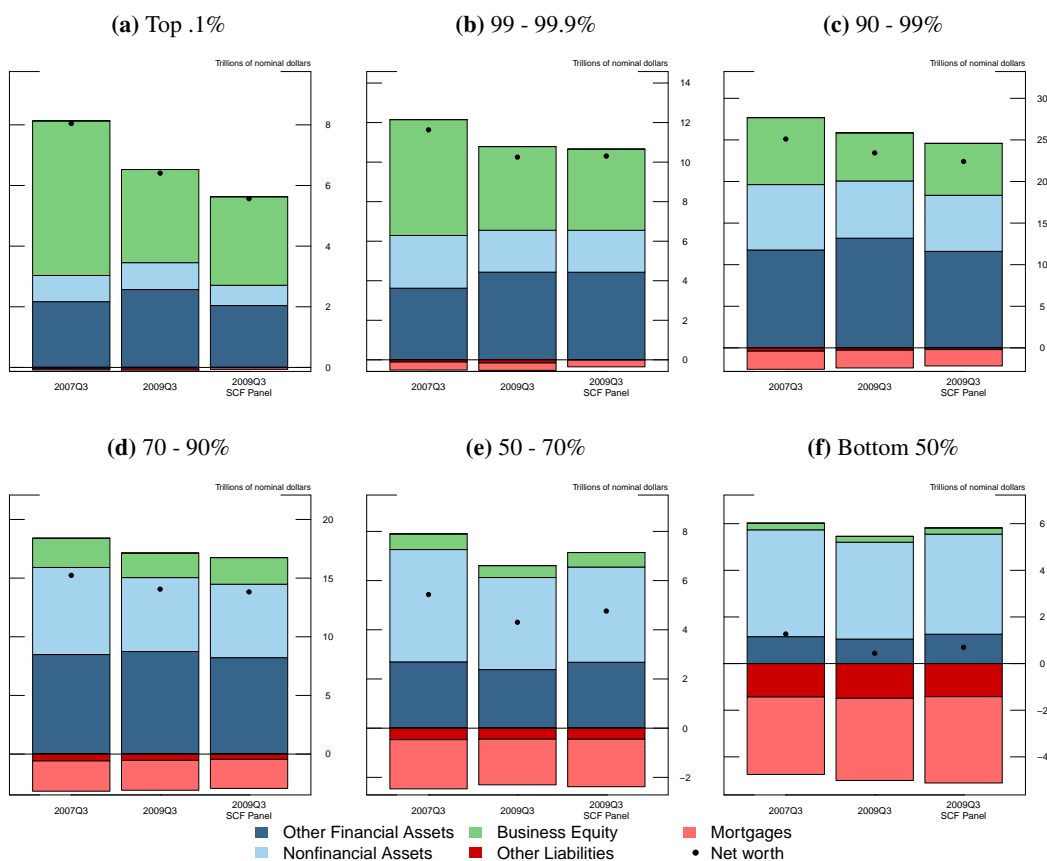 (a) Top .1%
(b) 99 - 99.9%
(c) 90 - 99%
Trillions of nominal dollars
8
6
4
2
0
2007Q3
2009Q3
2009Q3
SCF Panel
Trillions of nominal dollars
14
12
10
8
6
4
2
0
2007Q3
2009Q3
2009Q3
SCF Panel
Trillions of nominal dollars
30
25
20
15
10
5
0
2007Q3
2009Q3
2009Q3
SCF Panel
(d) 70 - 90%
(e) 50 - 70%
(f) Bottom 50%
Trillions of nominal dollars
20
15
10
5
0
2007Q3
2009Q3
2009Q3
SCF Panel
Trillions of nominal dollars
8
6
4
2
0
−2
2007Q3
2009Q3
2009Q3
SCF Panel
Trillions of nominal dollars
6
4
2
0
−2
−4
2007Q3
2009Q3
2009Q3
SCF Panel
Other Financial Assets
Business Equity
Mortgages
Nonfinancial Assets
Other Liabilities
Net worth